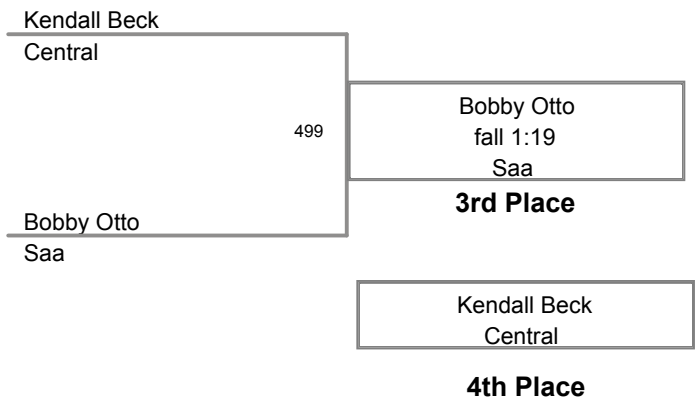 Kendall Beck
Central
499
Bobby Otto
fall 1:19
Saa
3rd Place
Bobby Otto
Saa
Kendall Beck
Central
4th Place